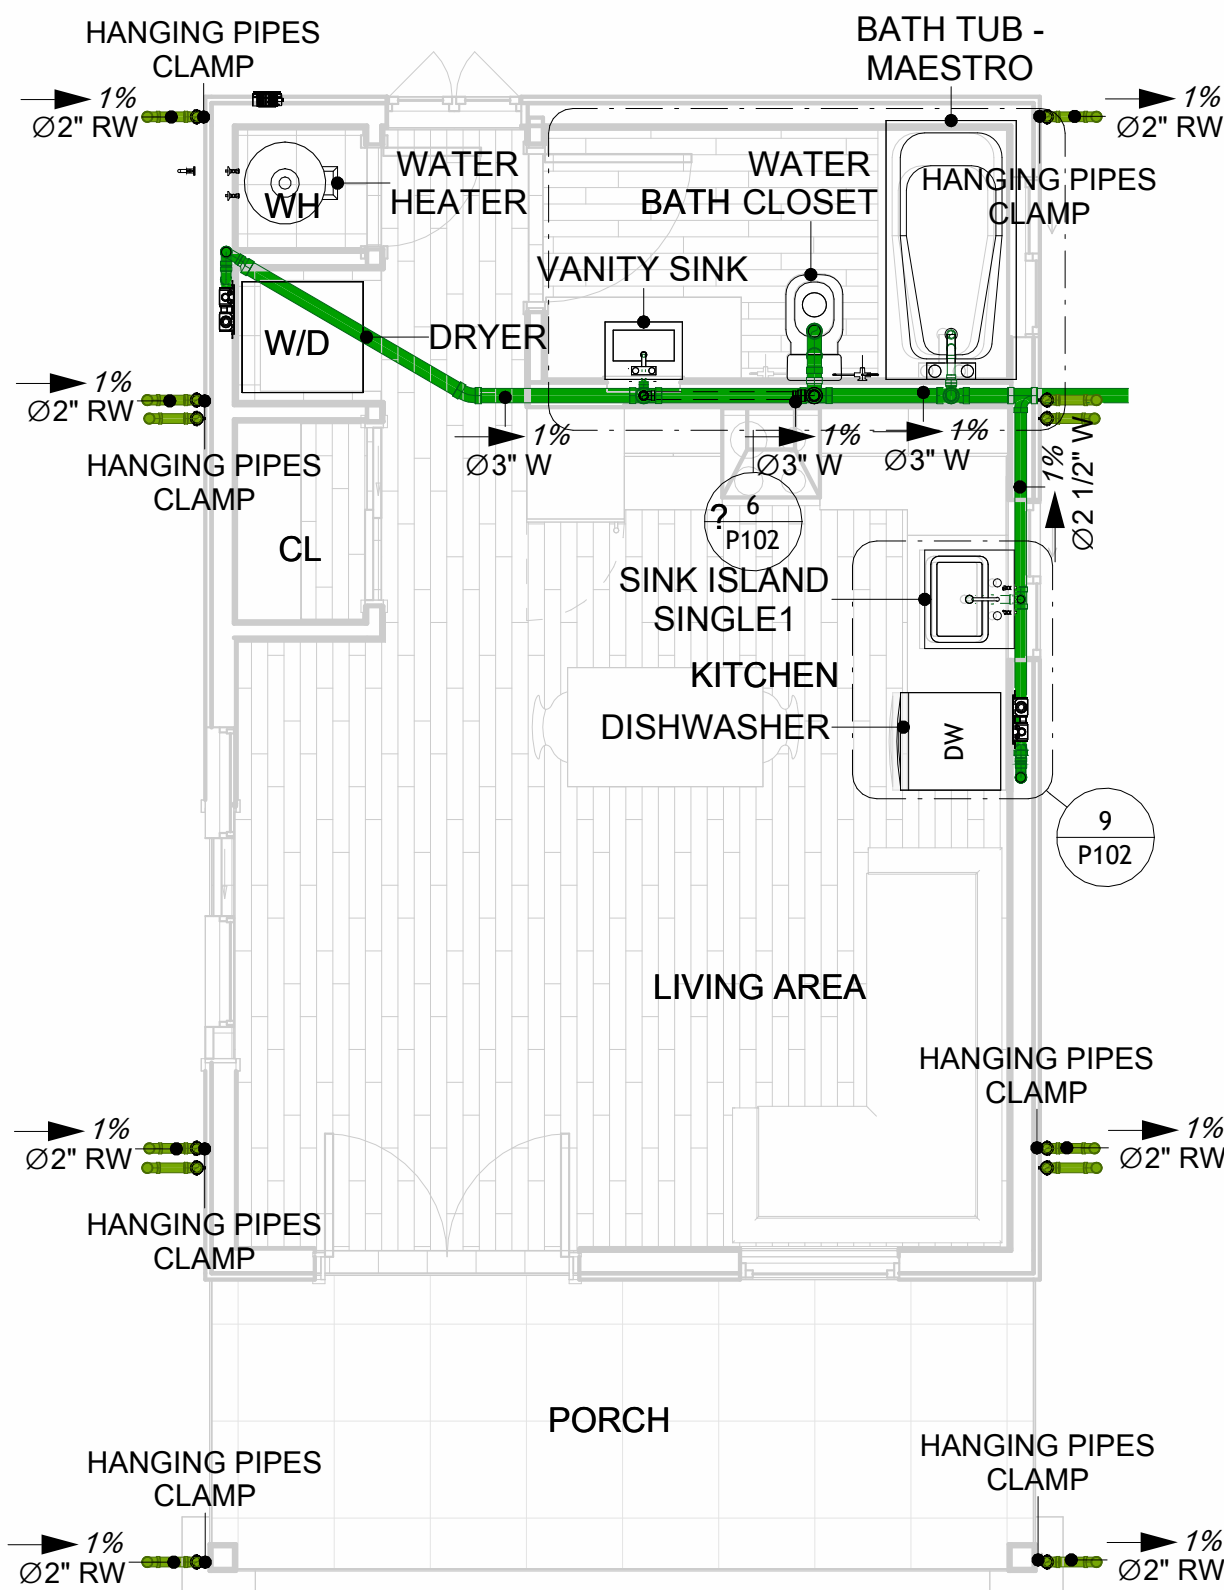 HANGING PIPES
CLAMP
BATH TUB -
MAESTRO
1%
Ø2" RW
1%
Ø2" RW
WATER
HEATER
WH
WATER
BATH CLOSET
HANGING PIPES
CLAMP
VANITY SINK
W/D
DRYER
1%
Ø2" RW
HANGING PIPES
CLAMP
1%
Ø3" W
1%
Ø3" W
1%
Ø3" W
1%
Ø2 1/2" W
? 6
P102
CL
SINK ISLAND
SINGLE1
KITCHEN
DISHWASHER
DW
9
P102
LIVING AREA
HANGING PIPES
CLAMP
1%
Ø2" RW
1%
Ø2" RW
HANGING PIPES
CLAMP
PORCH
HANGING PIPES
CLAMP
HANGING PIPES
CLAMP
1%
Ø2" RW
1%
Ø2" RW